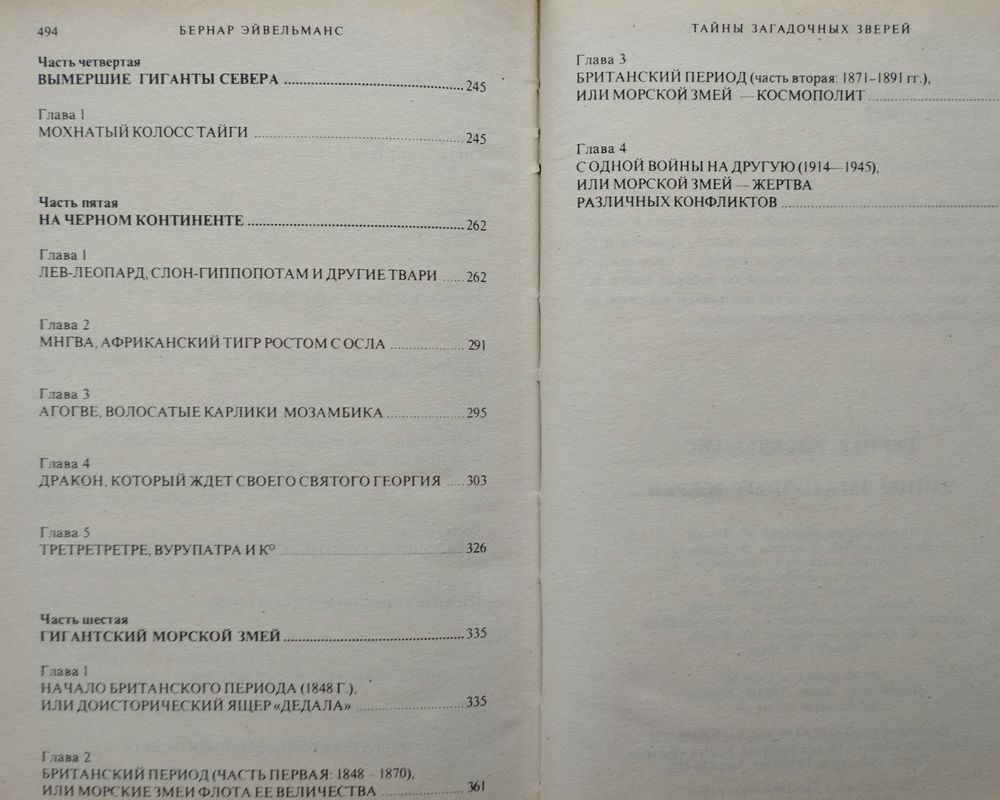 494
БЕРНАР ЭЙВЕЛЬМАНС
Часть четвертая
ВЫМЕРШИЕ ГИГАНТЫ СЕВЕРА ........ 245
Глава 1
МОХНАТЫЙ КОЛОСС ТАЙГИ ........ 245
Часть пятая
НА ЧЕРНОМ КОНТИНЕНТЕ ........ 262
Глава 1
ЛЕВ-ЛЕОПАРД, СЛОН-ГИППОПОТАМ И ДРУГИЕ ТВАРИ ..... 262
Глава 2
МНГВА, АФРИКАНСКИЙ ТИГР РОСТОМ С ОСЛА ........ 291
Глава 3
АГОГВЕ, ВОЛОСАТЫЕ КАРЛИКИ МОЗАМБИКА ........ 295
Глава 4
ДРАКОН, КОТОРЫЙ ЖДЕТ СВОЕГО СВЯТОГО ГЕОРГИЯ ..... 303
Глава 5
ТРЕТРЕТРЕТРЕ, ВУРУПАТРА И Кº ........ 326
Часть шестая
ГИГАНТСКИЙ МОРСКОЙ ЗМЕЙ ........ 335
Глава 1
НАЧАЛО БРИТАНСКОГО ПЕРИОДА (1848 Г.),
ИЛИ ДОИСТОРИЧЕСКИЙ ЯЩЕР «ДЕДАЛА» ........ 335
Глава 2
БРИТАНСКИЙ ПЕРИОД (ЧАСТЬ ПЕРВАЯ: 1848 – 1870),
ИЛИ МОРСКИЕ ЗМЕИ ФЛОТА ЕЕ ВЕЛИЧЕСТВА ........ 361
ТАЙНЫ ЗАГАДОЧНЫХ ЗВЕРЕЙ
Глава 3
БРИТАНСКИЙ ПЕРИОД (часть вторая: 1871–1891 гг.),
ИЛИ МОРСКОЙ ЗМЕЙ — КОСМОПОЛИТ ........
Глава 4
С ОДНОЙ ВОЙНЫ НА ДРУГУЮ (1914—1945),
ИЛИ МОРСКОЙ ЗМЕЙ — ЖЕРТВА
РАЗЛИЧНЫХ КОНФЛИКТОВ ........